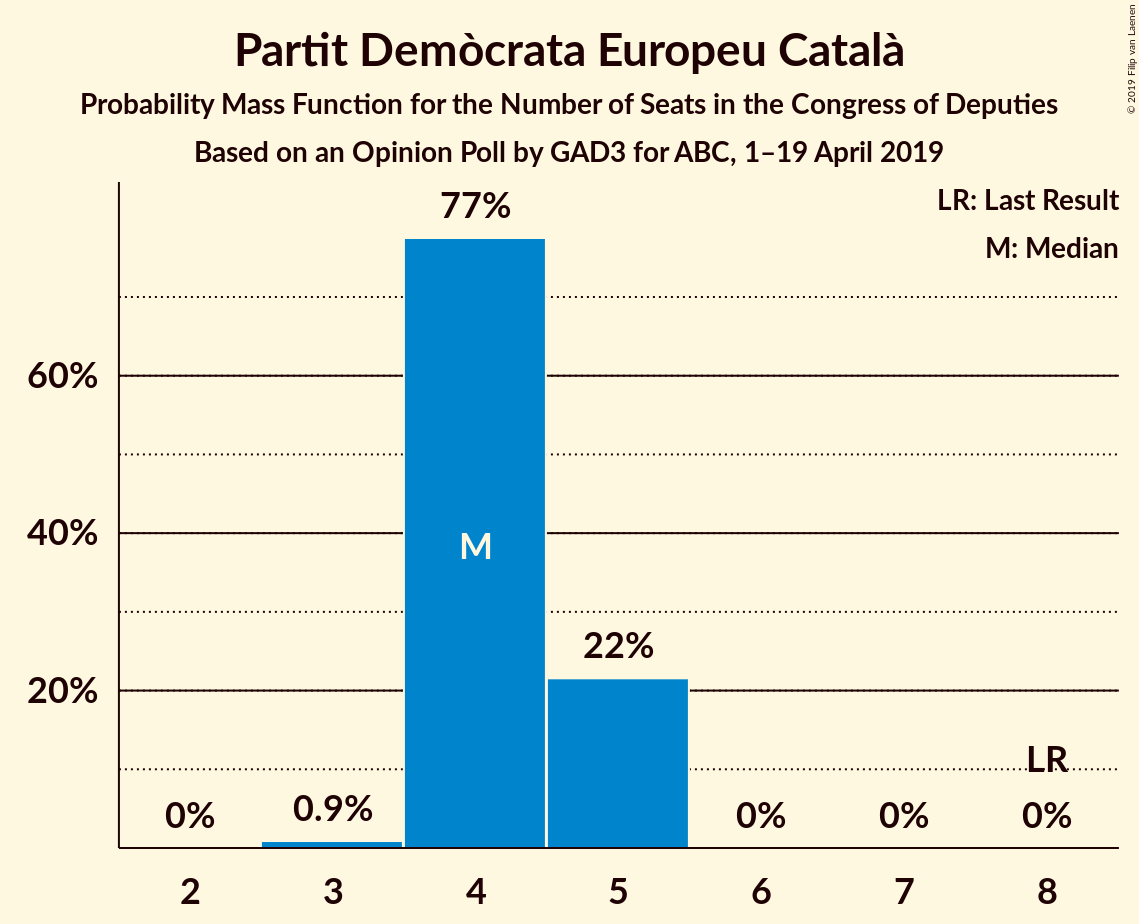 Partit Demòcrata Europeu Català
Probability Mass Function for the Number of Seats in the Congress of Deputies
Based on an Opinion Poll by GAD3 for ABC, 1–19 April 2019
© 2019 Filip van Laenen
LR: Last Result
M: Median
77%
60%
40%
M
22%
20%
LR
0%
0.9%
0%
0%
0%
2
3
4
5
6
7
8